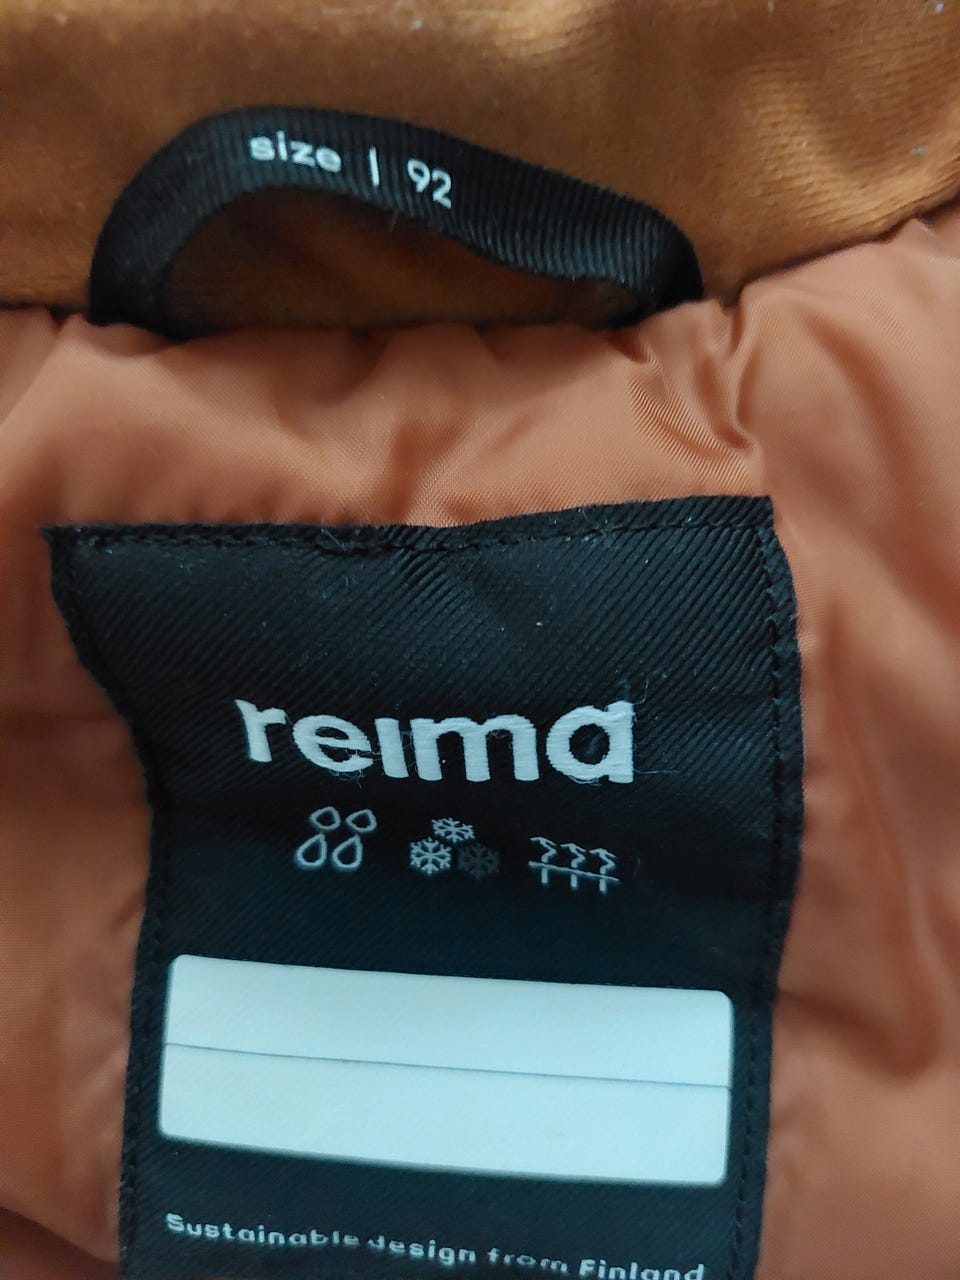 size | 92
reima
Sustainable design from Finland